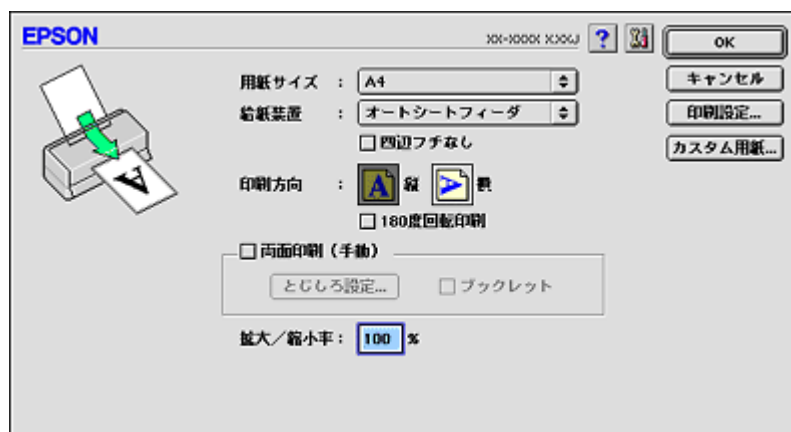 EPSON
OK
用紙サイズ : A4
キャンセル
給紙装置 : オートシートフィーダ
印刷設定...
四辺フチなし
カスタム用紙...
印刷方向 : A 縦 A 横
180度回転印刷
両面印刷（手動）
とじしろ設定...
ブックレット
拡大／縮小率: 100 %
A